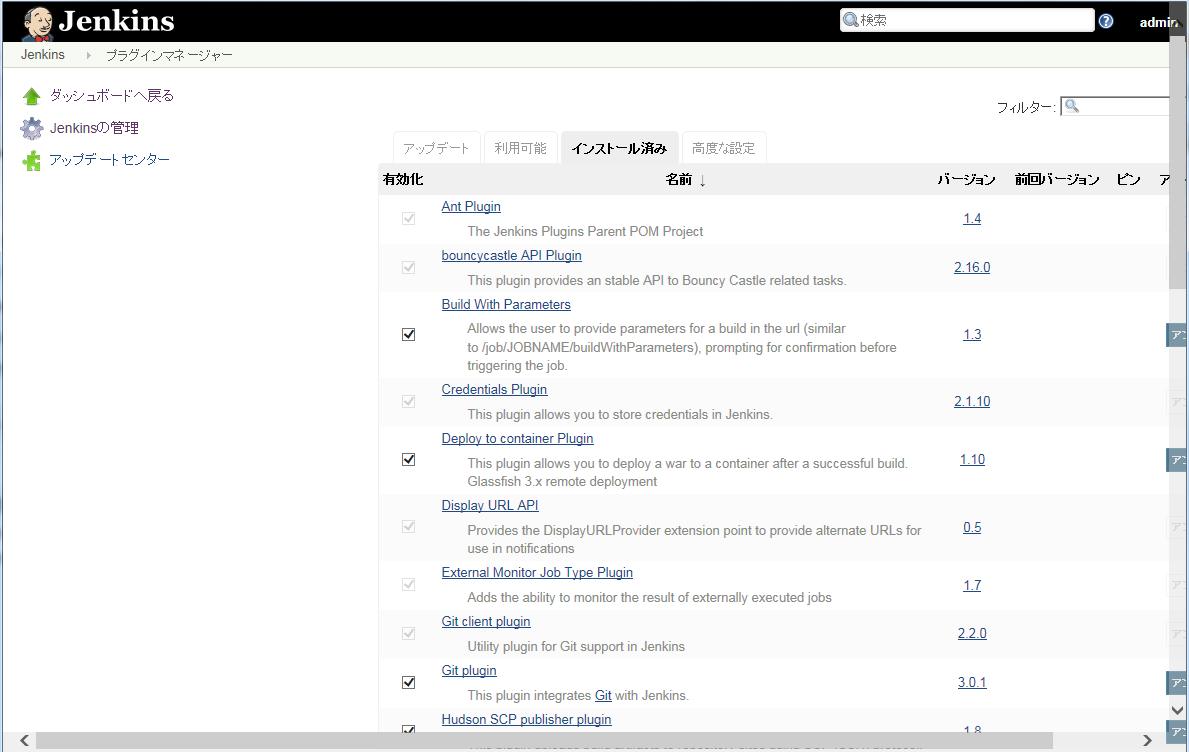 Jenkins
検索
admin
Jenkins
プラグインマネージャー
ダッシュボードへ戻る
Jenkinsの管理
アップデートセンター
フィルター:
アップデート
利用可能
インストール済み
高度な設定
有効化 名前 ↓ バージョン 前回バージョン ピン ア
Ant Plugin
The Jenkins Plugins Parent POM Project
1.4
bouncycastle API Plugin
This plugin provides an stable API to Bouncy Castle related tasks.
2.16.0
Build With Parameters
Allows the user to provide parameters for a build in the url (similar
to /job/JOBNAME/buildWithParameters), prompting for confirmation before
triggering the job.
1.3
アン
Credentials Plugin
This plugin allows you to store credentials in Jenkins.
2.1.10
Deploy to container Plugin
This plugin allows you to deploy a war to a container after a successful build.
Glassfish 3.x remote deployment
1.10
アン
Display URL API
Provides the DisplayURLProvider extension point to provide alternate URLs for
use in notifications
0.5
External Monitor Job Type Plugin
Adds the ability to monitor the result of externally executed jobs
1.7
Git client plugin
Utility plugin for Git support in Jenkins
2.2.0
Git plugin
This plugin integrates Git with Jenkins.
3.0.1
アン
Hudson SCP publisher plugin
1.8